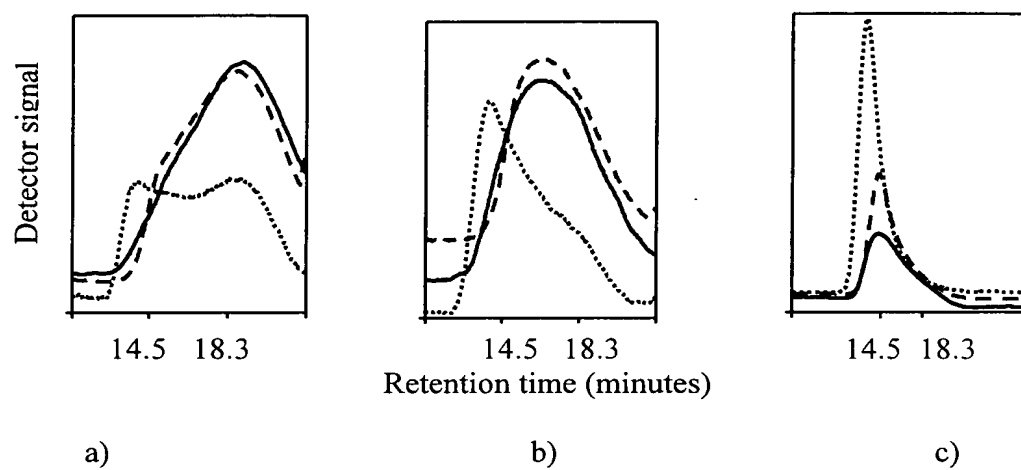 Detector signal
14.5 18.3
14.5 18.3
14.5 18.3
Retention time (minutes)
a)
b)
c)